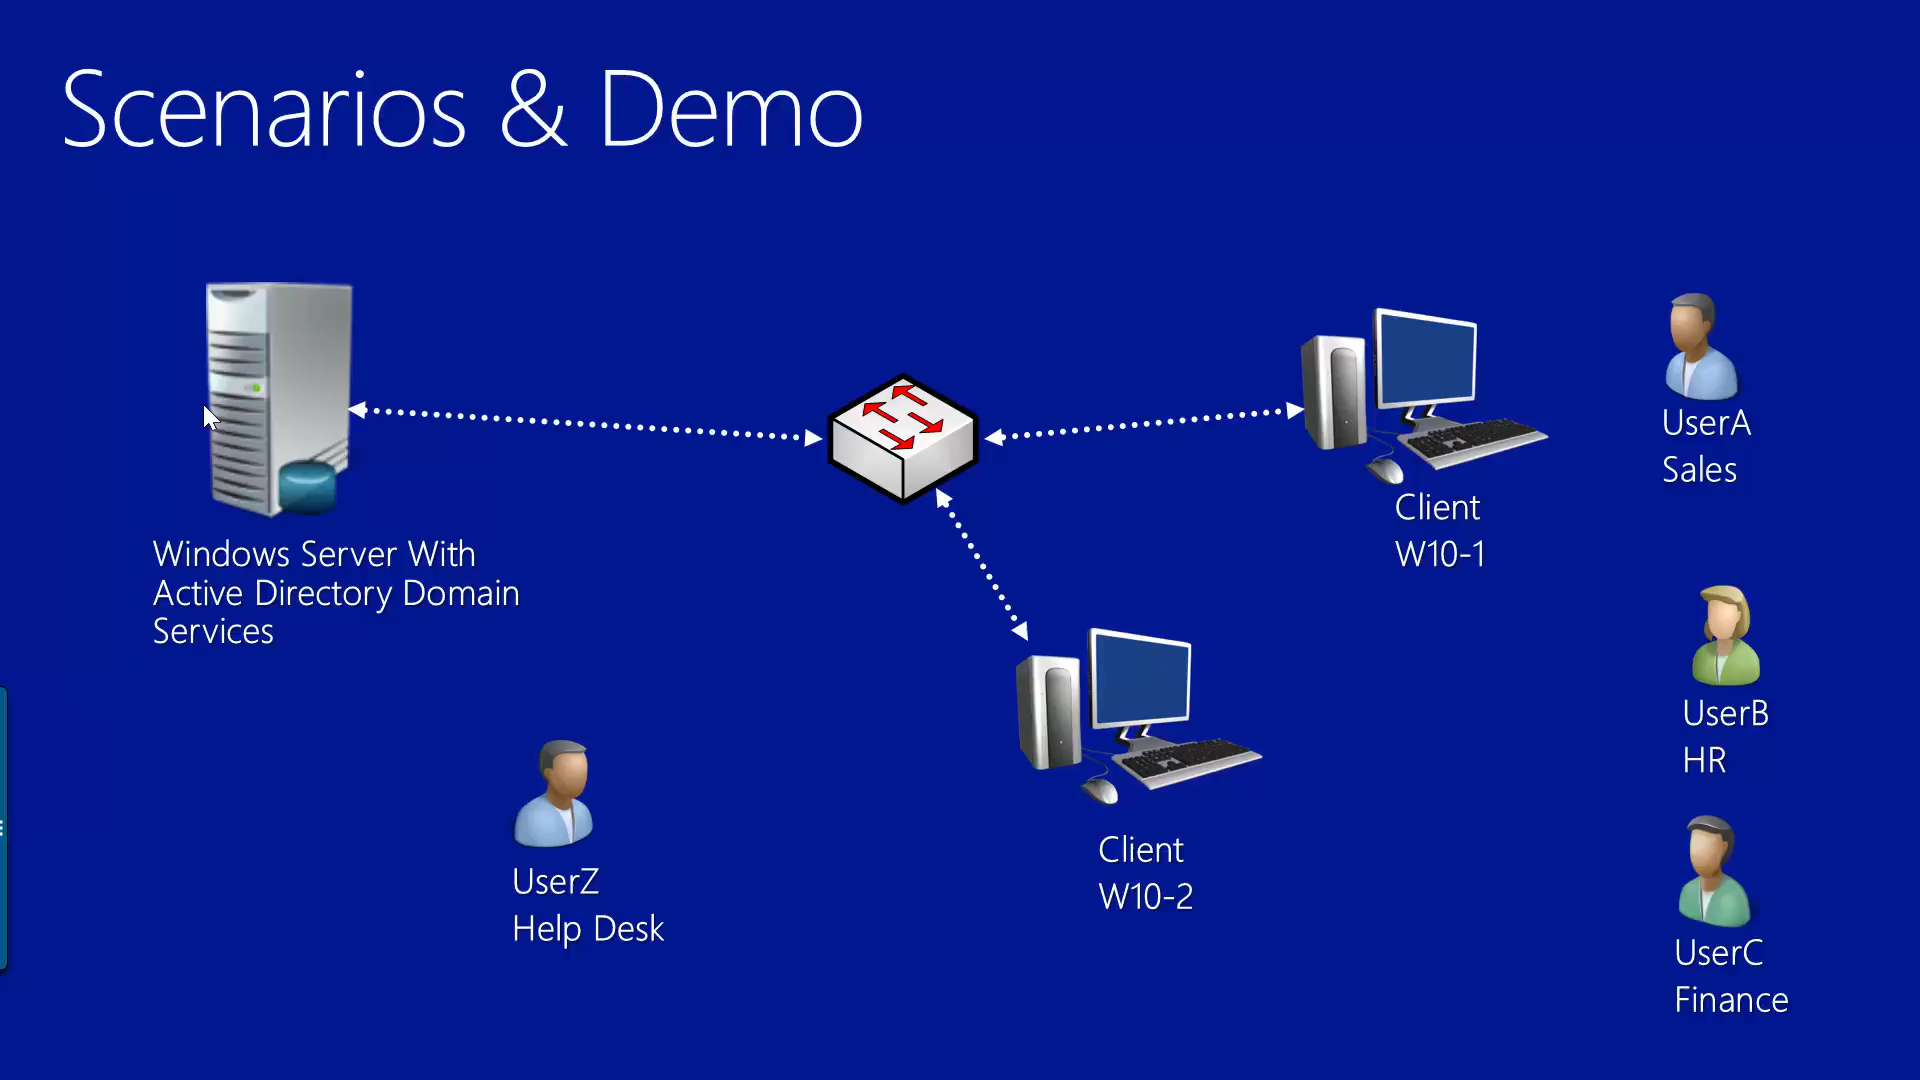 Scenarios & Demo
Windows Server With
Active Directory Domain
Services
Client
W10-1
UserA
Sales
UserB
HR
Client
W10-2
UserZ
Help Desk
UserC
Finance